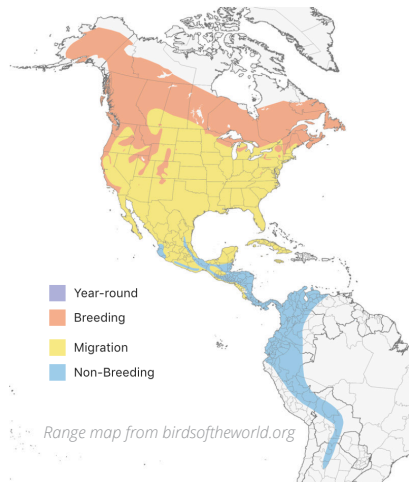 Year-round
Breeding
Migration
Non-Breeding
Range map from birdsoftheworld.org